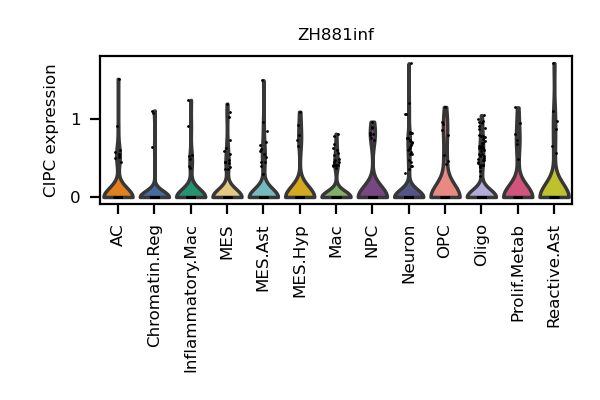 ZH881inf
CIPC expression
1
0
AC
Chromatin.Reg
Inflammatory.Mac
MES
MES.Ast
MES.Hyp
Mac
NPC
Neuron
OPC
Oligo
Prolif.Metab
Reactive.Ast